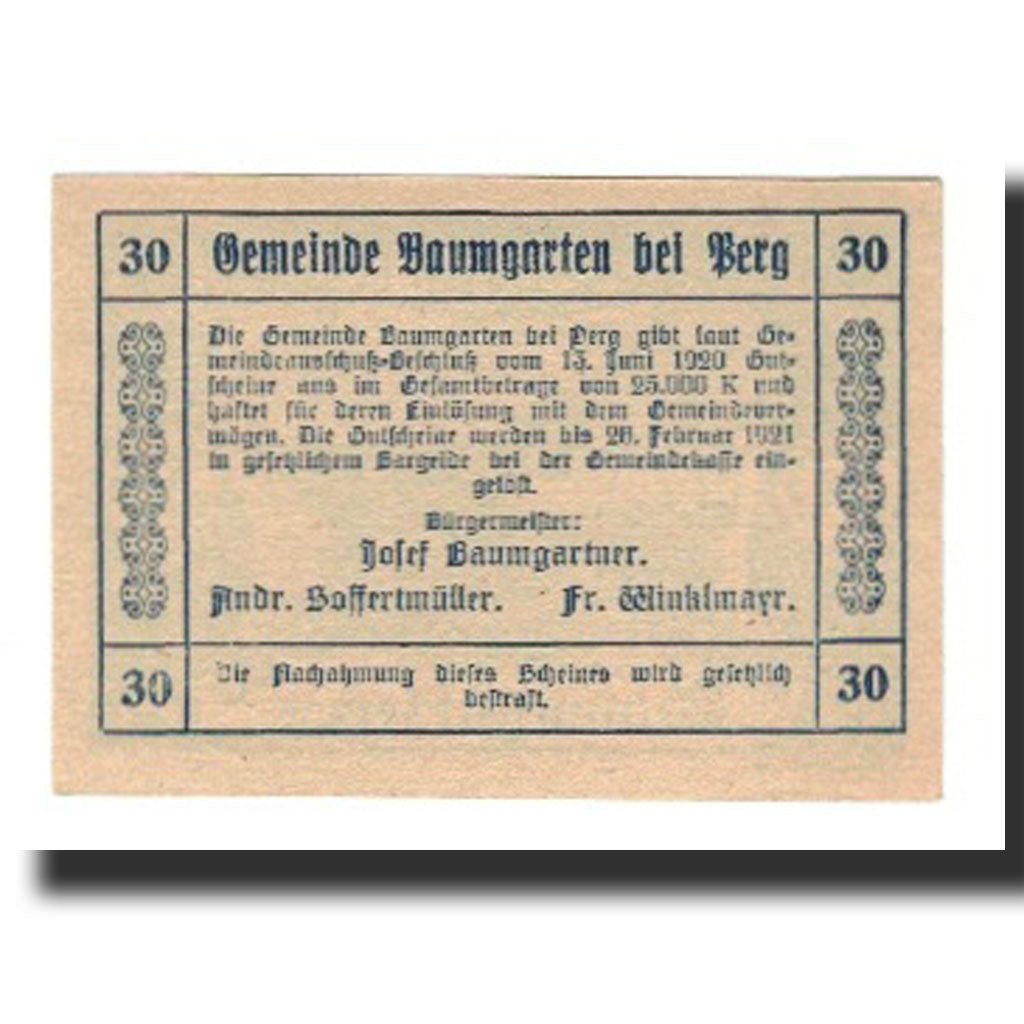 30 Gemeinde Baumgarten bei Perg 30
Die Gemeinde Baumgarten bei Perg gibt laut Ge-
meindeausschuß-Beschluß vom 13. Juni 1920 Gut-
scheine aus im Gesamtbetrage von 25.000 K und
haftet für deren Einlösung mit dem Gemeindever-
mögen. Die Gutscheine werden bis 28. Februar 1921
in gesetzlichem Bargelde bei der Gemeindekasse ein-
gelöst.
Bürgermeister:
Josef Baumgartner.
Andr. Hoffertmüller. Fr. Winklmayr.
30 Die Nachahmung dieses Scheines wird gesetzlich 30
bestraft.